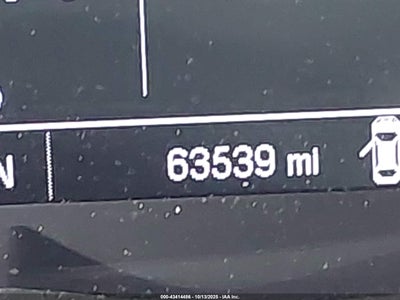 N 63539 mi
000-43414486 - 10/13/2025 - IAA Inc.